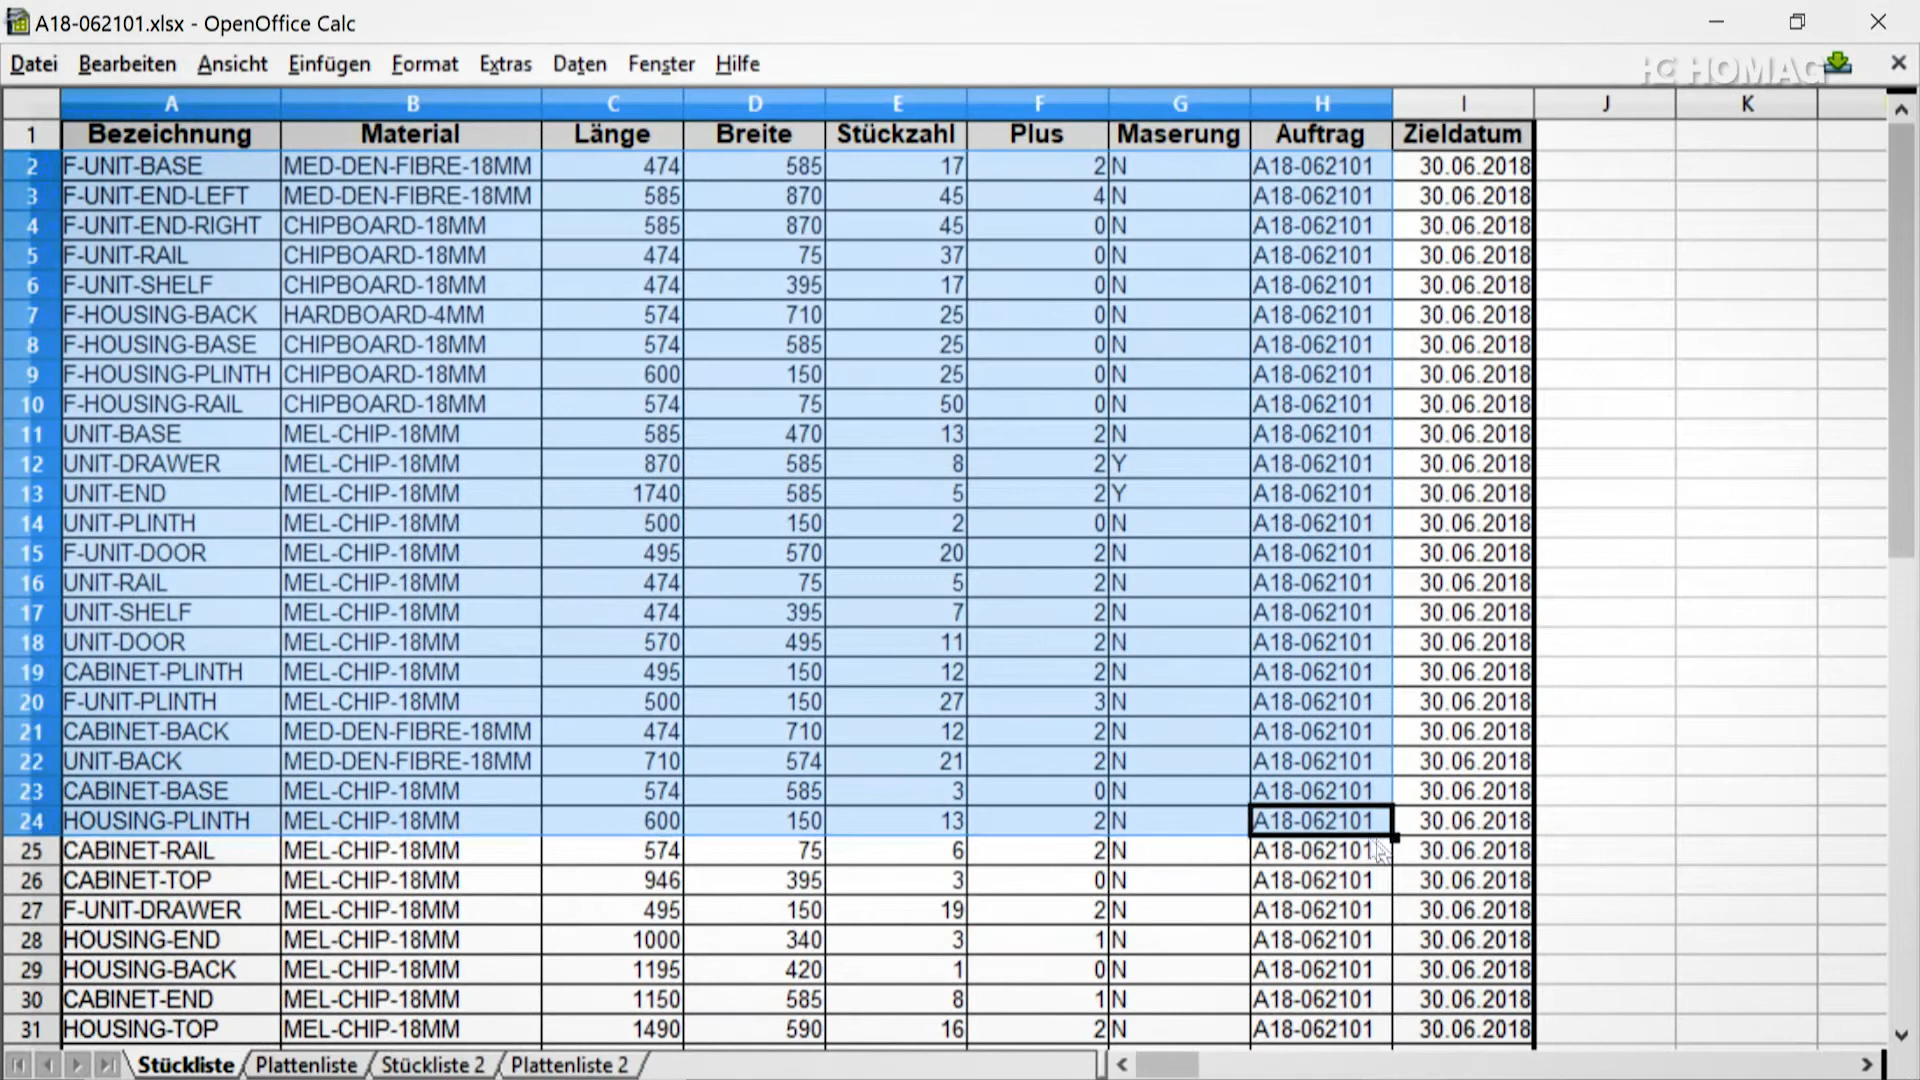 A18-062101.xlsx - OpenOffice Calc
Datei Bearbeiten Ansicht Einfügen Format Extras Daten Fenster Hilfe
HOMAG
A B C D E F G H I J K
1 Bezeichnung Material Länge Breite Stückzahl Plus Maserung Auftrag Zieldatum
2 F-UNIT-BASE MED-DEN-FIBRE-18MM 474 585 17 2 N A18-062101 30.06.2018
3 F-UNIT-END-LEFT MED-DEN-FIBRE-18MM 585 870 45 4 N A18-062101 30.06.2018
4 F-UNIT-END-RIGHT CHIPBOARD-18MM 585 870 45 0 N A18-062101 30.06.2018
5 F-UNIT-RAIL CHIPBOARD-18MM 474 75 37 0 N A18-062101 30.06.2018
6 F-UNIT-SHELF CHIPBOARD-18MM 474 395 17 0 N A18-062101 30.06.2018
7 F-HOUSING-BACK HARDBOARD-4MM 574 710 25 0 N A18-062101 30.06.2018
8 F-HOUSING-BASE CHIPBOARD-18MM 574 585 25 0 N A18-062101 30.06.2018
9 F-HOUSING-PLINTH CHIPBOARD-18MM 600 150 25 0 N A18-062101 30.06.2018
10 F-HOUSING-RAIL CHIPBOARD-18MM 574 75 50 0 N A18-062101 30.06.2018
11 UNIT-BASE MEL-CHIP-18MM 585 470 13 2 N A18-062101 30.06.2018
12 UNIT-DRAWER MEL-CHIP-18MM 870 585 8 2 Y A18-062101 30.06.2018
13 UNIT-END MEL-CHIP-18MM 1740 585 5 2 Y A18-062101 30.06.2018
14 UNIT-PLINTH MEL-CHIP-18MM 500 150 2 0 N A18-062101 30.06.2018
15 F-UNIT-DOOR MEL-CHIP-18MM 495 570 20 2 N A18-062101 30.06.2018
16 UNIT-RAIL MEL-CHIP-18MM 474 75 5 2 N A18-062101 30.06.2018
17 UNIT-SHELF MEL-CHIP-18MM 474 395 7 2 N A18-062101 30.06.2018
18 UNIT-DOOR MEL-CHIP-18MM 570 495 11 2 N A18-062101 30.06.2018
19 CABINET-PLINTH MEL-CHIP-18MM 495 150 12 2 N A18-062101 30.06.2018
20 F-UNIT-PLINTH MEL-CHIP-18MM 500 150 27 3 N A18-062101 30.06.2018
21 CABINET-BACK MED-DEN-FIBRE-18MM 474 710 12 2 N A18-062101 30.06.2018
22 UNIT-BACK MED-DEN-FIBRE-18MM 710 574 21 2 N A18-062101 30.06.2018
23 CABINET-BASE MEL-CHIP-18MM 574 585 3 0 N A18-062101 30.06.2018
24 HOUSING-PLINTH MEL-CHIP-18MM 600 150 13 2 N A18-062101 30.06.2018
25 CABINET-RAIL MEL-CHIP-18MM 574 75 6 2 N A18-062101 30.06.2018
26 CABINET-TOP MEL-CHIP-18MM 946 395 3 0 N A18-062101 30.06.2018
27 F-UNIT-DRAWER MEL-CHIP-18MM 495 150 19 2 N A18-062101 30.06.2018
28 HOUSING-END MEL-CHIP-18MM 1000 340 3 1 N A18-062101 30.06.2018
29 HOUSING-BACK MEL-CHIP-18MM 1195 420 1 0 N A18-062101 30.06.2018
30 CABINET-END MEL-CHIP-18MM 1150 585 8 1 N A18-062101 30.06.2018
31 HOUSING-TOP MEL-CHIP-18MM 1490 590 16 2 N A18-062101 30.06.2018
Stückliste Plattenliste Stückliste 2 Plattenliste 2